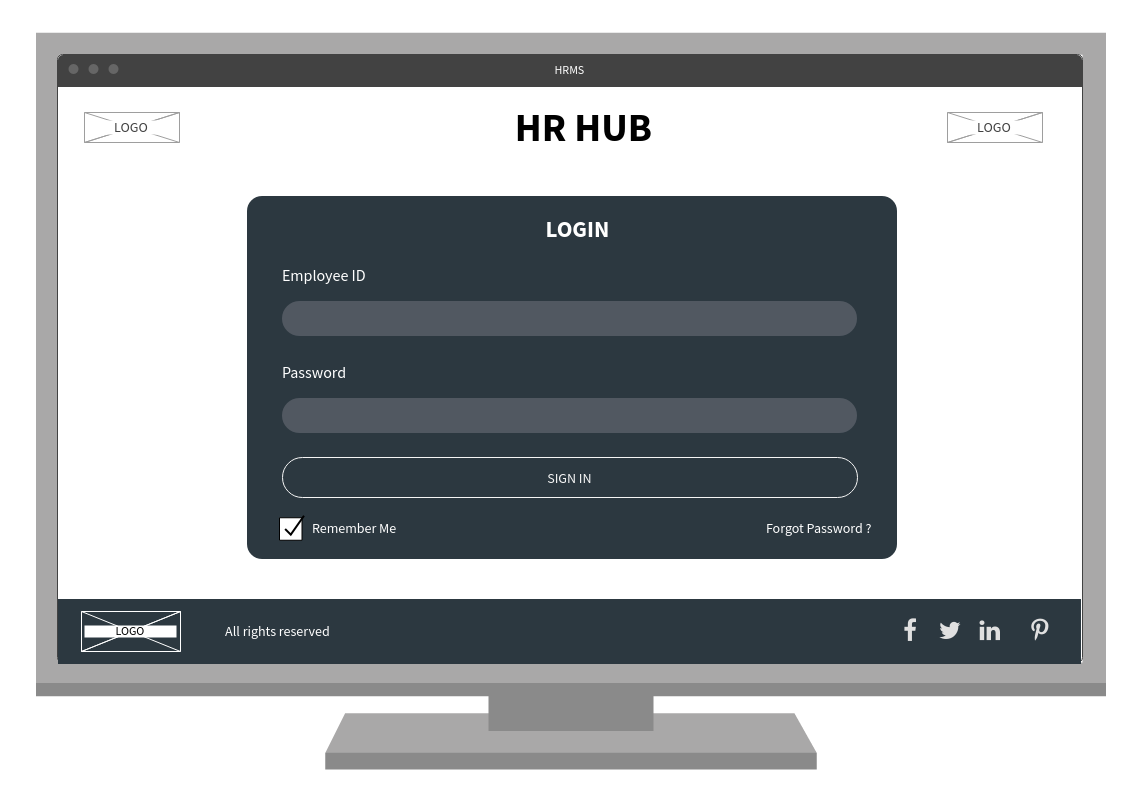 HRMS
LOGO
HR HUB
LOGO
LOGIN
Employee ID
Password
SIGN IN
Remember Me
Forgot Password ?
LOGO
All rights reserved